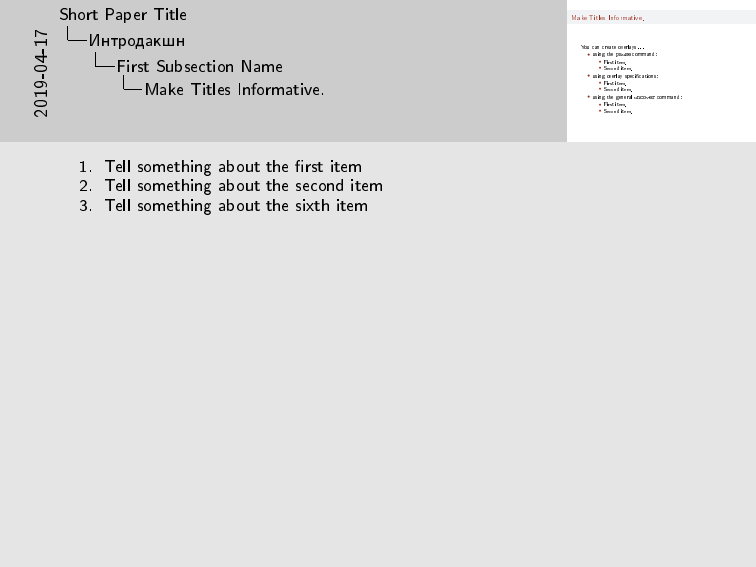 2019-04-17
Short Paper Title
Интродакшн
First Subsection Name
Make Titles Informative.
Make Titles Informative.
You can create overlays…
using the pause command:
First item.
Second item.
using overlay specifications:
First item.
Second item.
using the general uncover command:
First item.
Second item.
1. Tell something about the first item
2. Tell something about the second item
3. Tell something about the sixth item